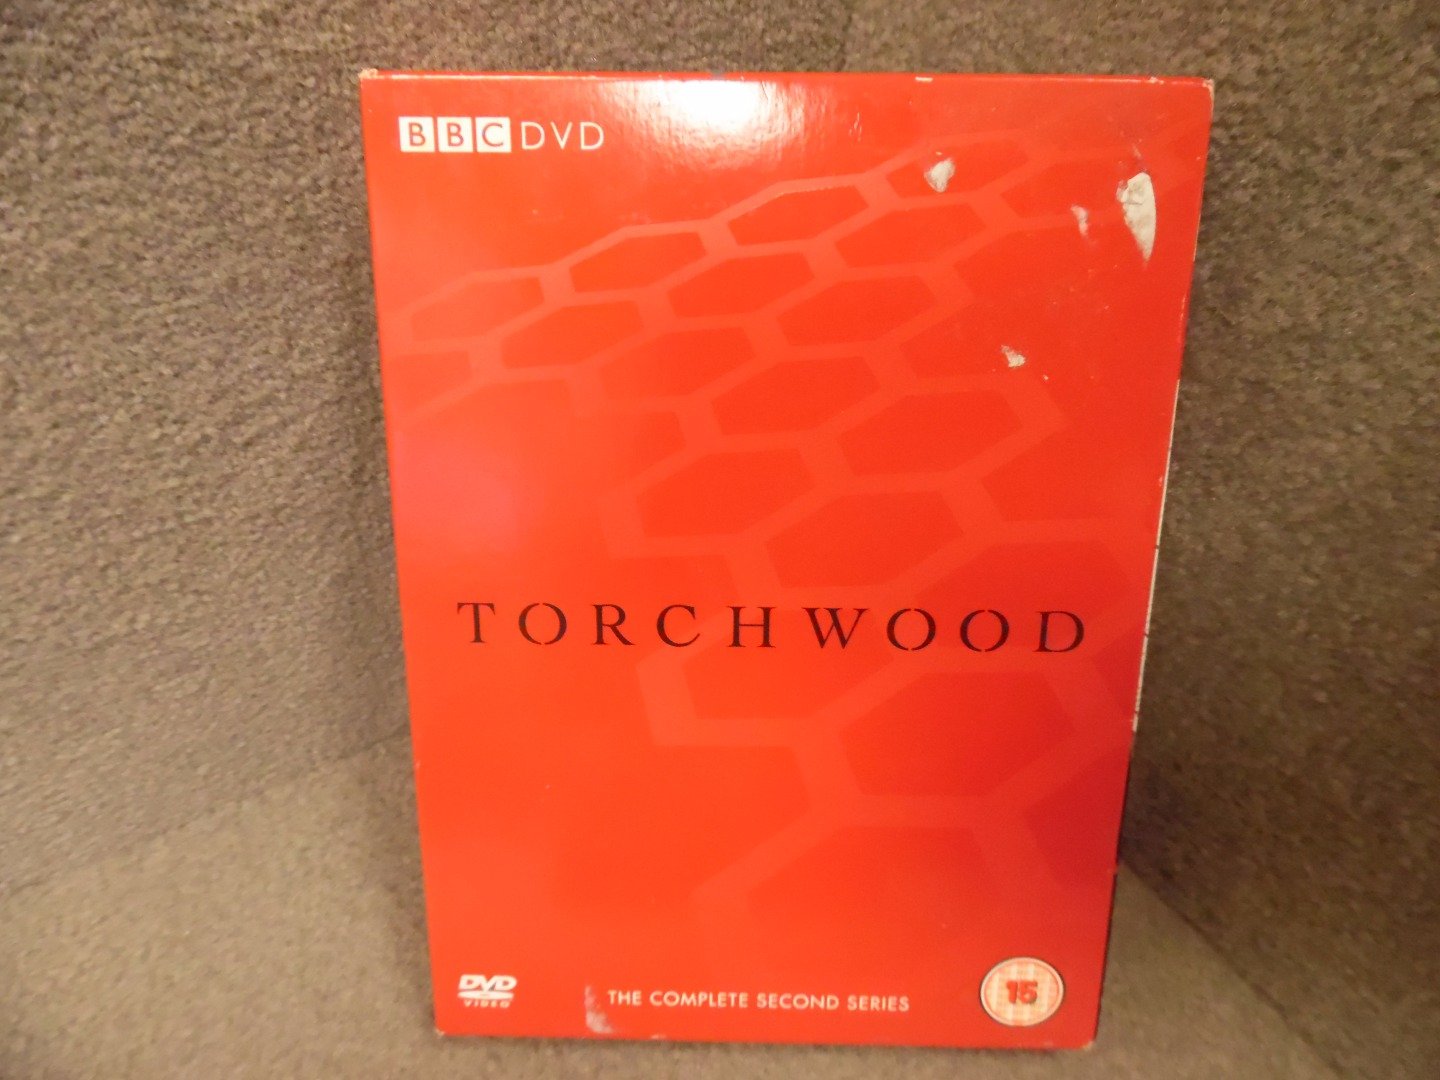 BBC DVD
TORCHWOOD
DVD
VIDEO
THE COMPLETE SECOND SERIES
15